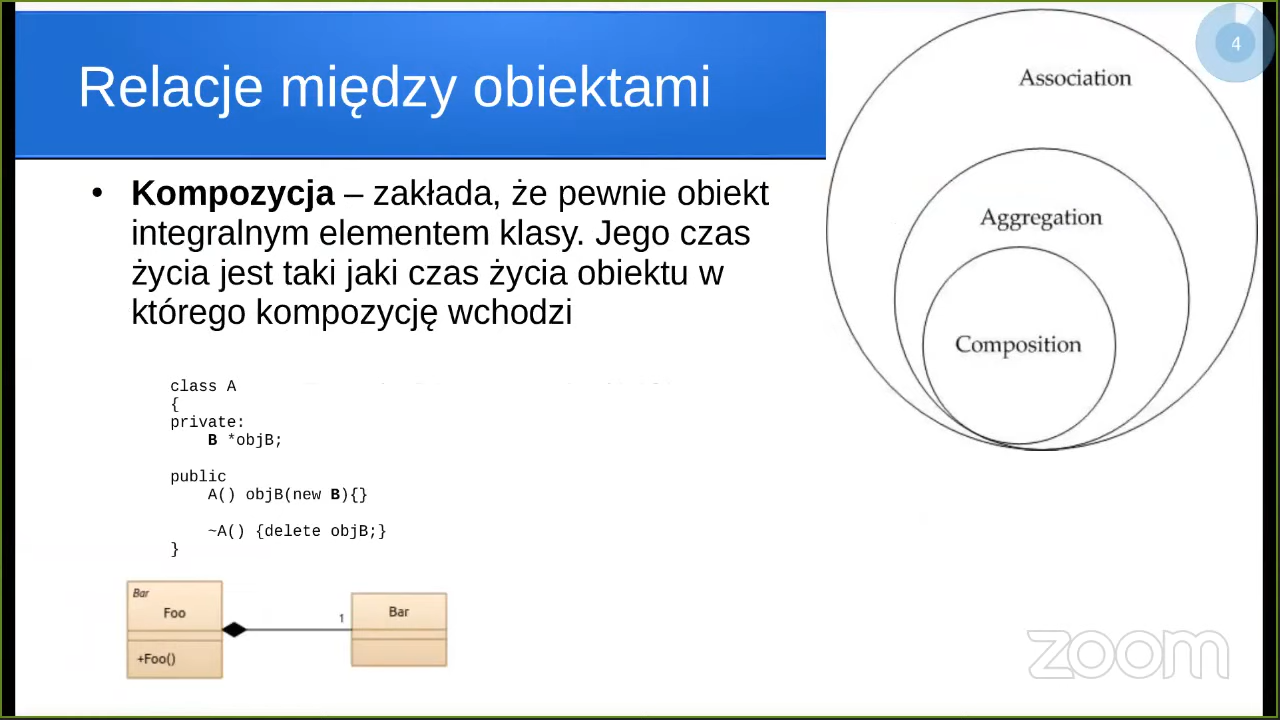 Relacje między obiektami
4
Association
Aggregation
Composition
• Kompozycja – zakłada, że pewnie obiekt
integralnym elementem klasy. Jego czas
życia jest taki jaki czas życia obiektu w
którego kompozycję wchodzi
class A
{
private:
    B *objB;
public
    A() objB(new B){}
    ~A() {delete objB;}
}
Bar
Foo
+Foo()
1
Bar
zoom